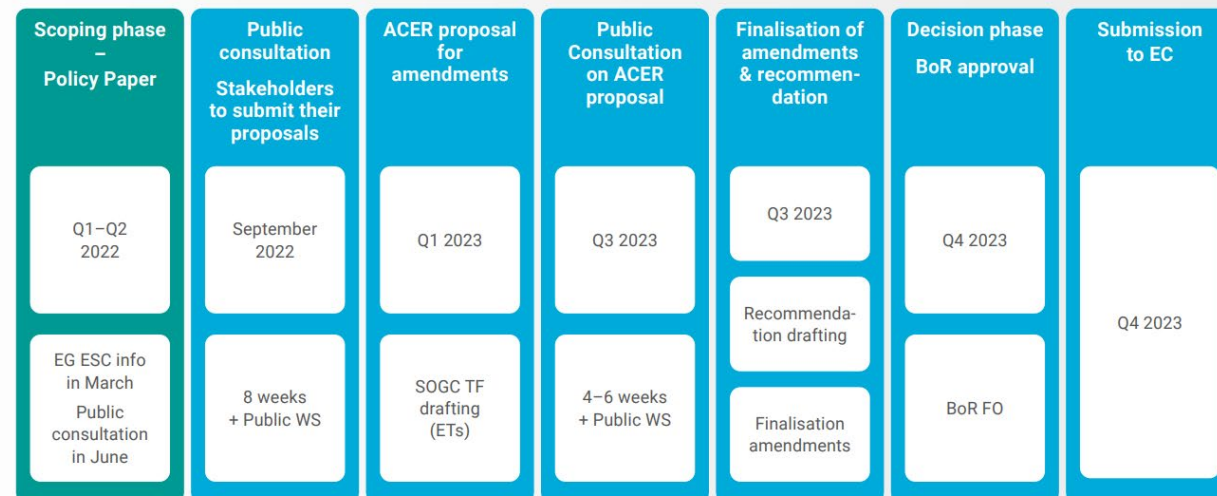 Scoping phase
–
Policy Paper
Q1–Q2
2022
EG ESC info
in March
Public
consultation
in June
Public
consultation
Stakeholders
to submit their
proposals
September
2022
8 weeks
+ Public WS
ACER proposal
for
amendments
Q1 2023
SOGC TF
drafting
(ETs)
Public
Consultation
on ACER
proposal
Q3 2023
4–6 weeks
+ Public WS
Finalisation of
amendments
& recommen-
dation
Q3 2023
Recommenda-
tion drafting
Finalisation
amendments
Decision phase
BoR approval
Q4 2023
BoR FO
Submission
to EC
Q4 2023